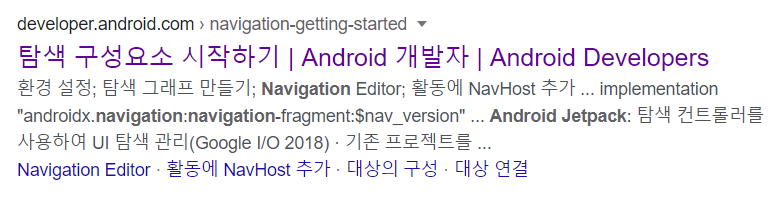 developer.android.com › navigation-getting-started
탐색 구성요소 시작하기 | Android 개발자 | Android Developers
환경 설정; 탐색 그래프 만들기; Navigation Editor; 활동에 NavHost 추가 ... implementation
"androidx.navigation:navigation-fragment:$nav_version" ... Android Jetpack: 탐색 컨트롤러를
사용하여 UI 탐색 관리(Google I/O 2018) · 기존 프로젝트를 ...
Navigation Editor · 활동에 NavHost 추가 · 대상의 구성 · 대상 연결